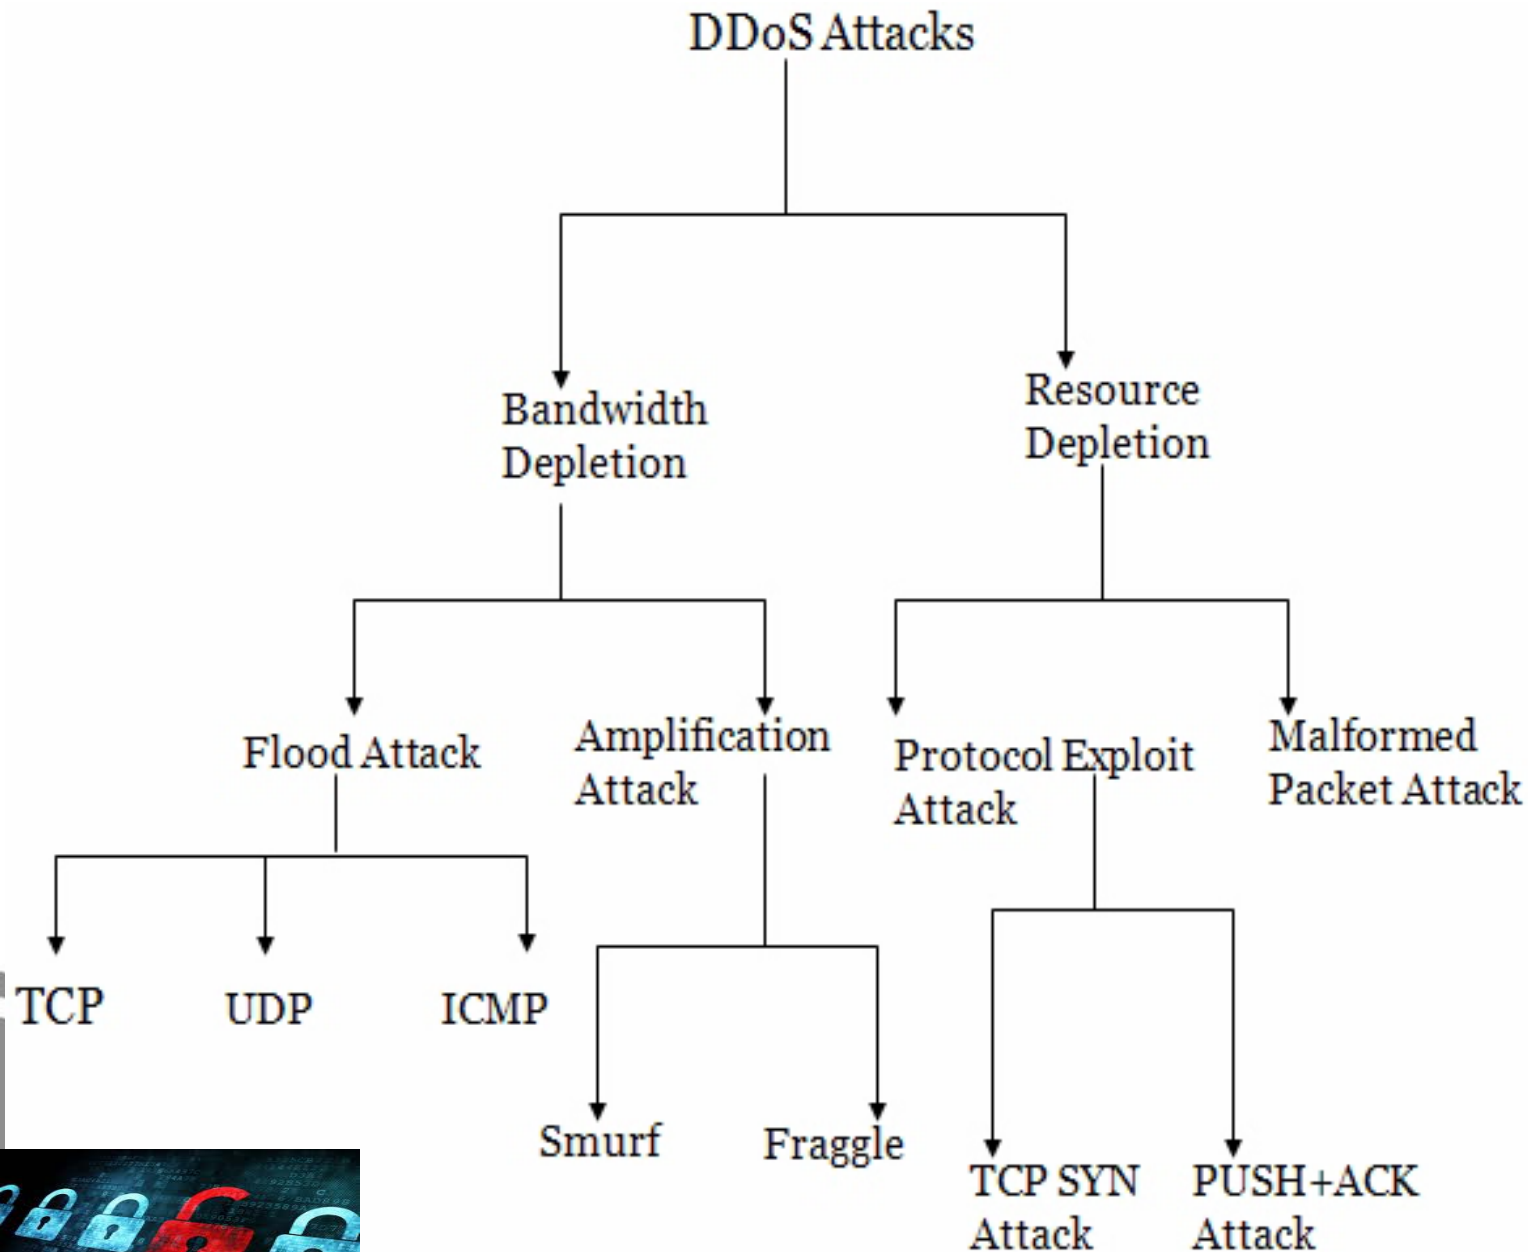 DDoS Attacks
Bandwidth
Depletion
Resource
Depletion
Flood Attack
Amplification
Attack
Protocol Exploit
Attack
Malformed
Packet Attack
TCP
UDP
ICMP
Smurf
Fraggle
TCP SYN
Attack
PUSH+ACK
Attack